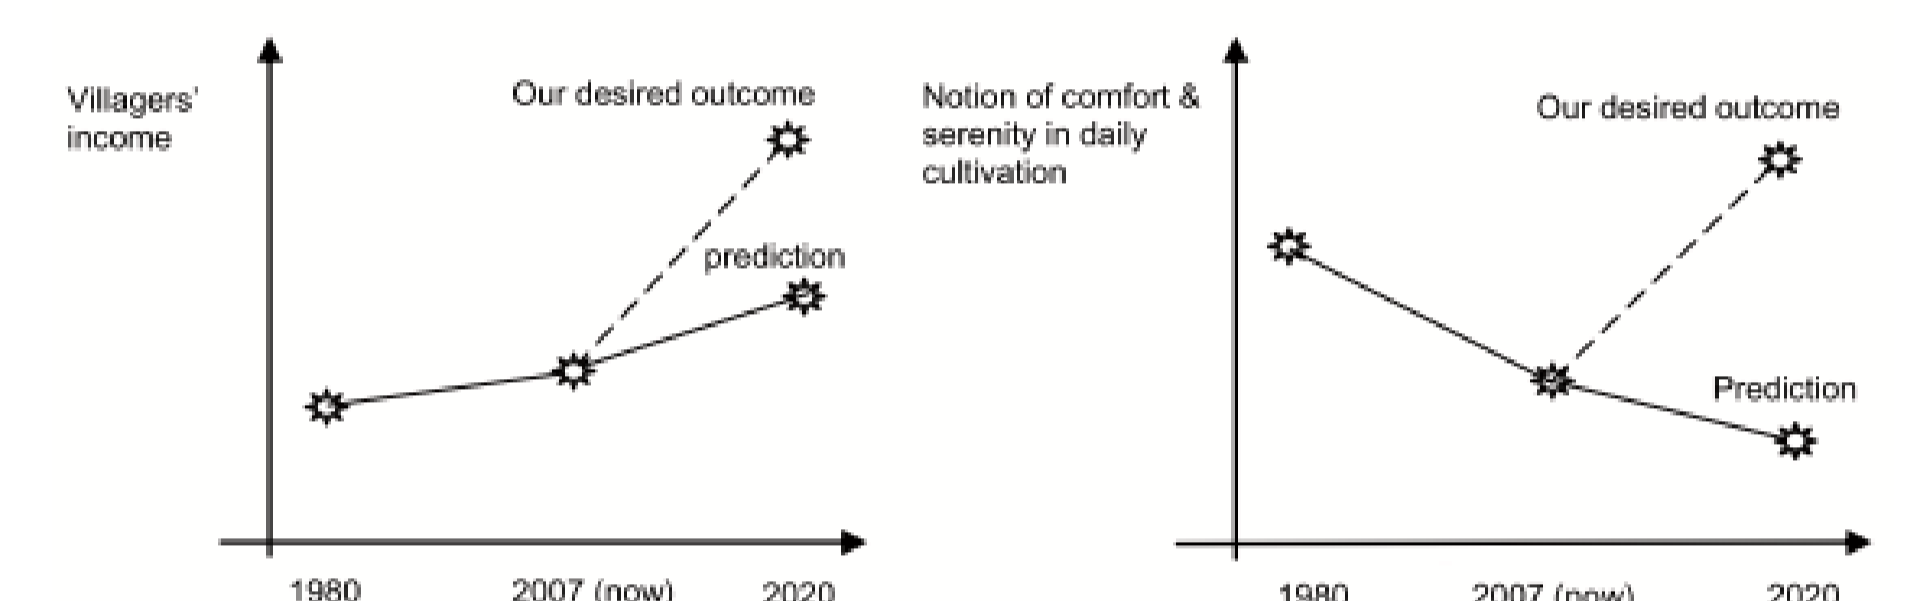 Villagers'
income
Our desired outcome
prediction
1980
2007 (now)
2020
Notion of comfort &
serenity in daily
cultivation
Our desired outcome
Prediction
1980
2007 (now)
2020